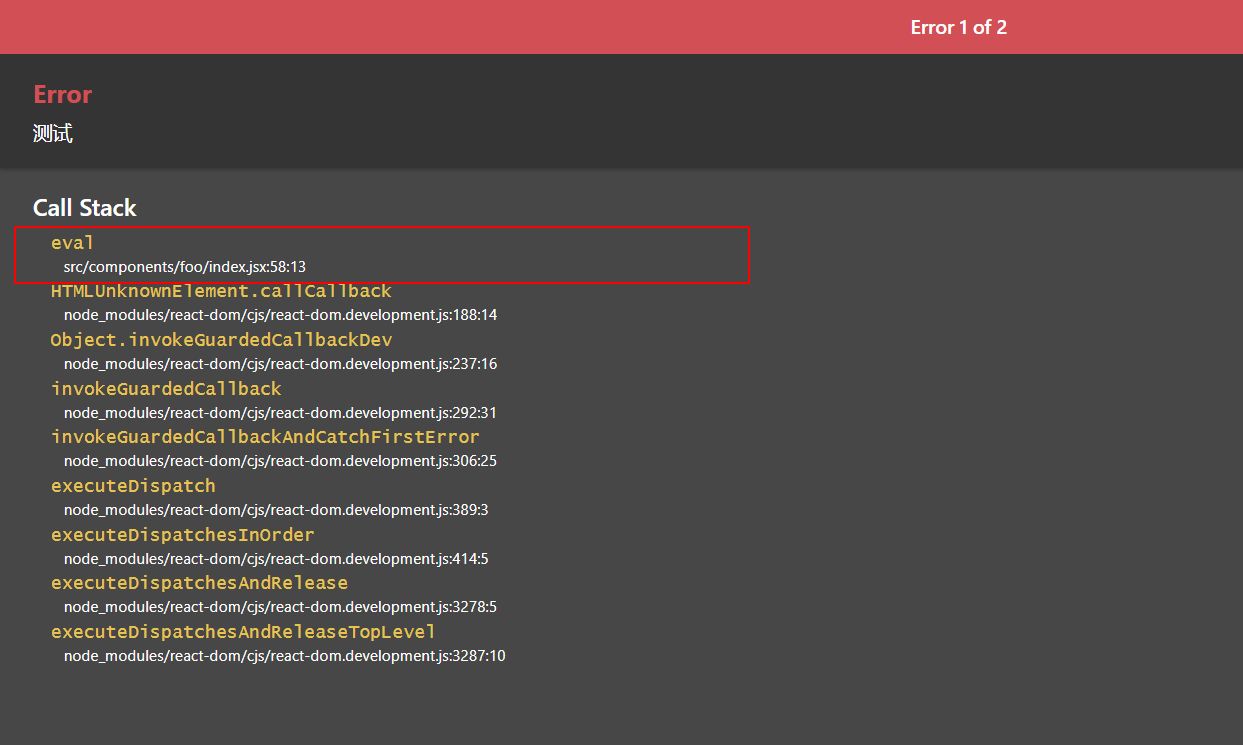 Error 1 of 2
Error
测试
Call Stack
eval
src/components/foo/index.jsx:58:13
HTMLUnknownElement.callCallback
node_modules/react-dom/cjs/react-dom.development.js:188:14
Object.invokeGuardedCallbackDev
node_modules/react-dom/cjs/react-dom.development.js:237:16
invokeGuardedCallback
node_modules/react-dom/cjs/react-dom.development.js:292:31
invokeGuardedCallbackAndCatchFirstError
node_modules/react-dom/cjs/react-dom.development.js:306:25
executeDispatch
node_modules/react-dom/cjs/react-dom.development.js:389:3
executeDispatchesInOrder
node_modules/react-dom/cjs/react-dom.development.js:414:5
executeDispatchesAndRelease
node_modules/react-dom/cjs/react-dom.development.js:3278:5
executeDispatchesAndReleaseTopLevel
node_modules/react-dom/cjs/react-dom.development.js:3287:10